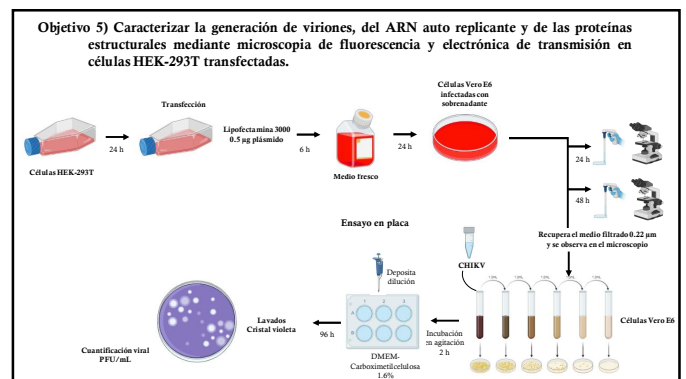 Objetivo 5) Caracterizar la generación de viriones, del ARN auto replicante y de las proteínas
estructurales mediante microscopia de fluorescencia y electrónica de transmisión en
células HEK-293T transfectadas.
Transfección
Lipofectamina 3000
0.5 µg plásmido
Células Vero E6
infectadas con
sobrenadante
24 h
6 h
24 h
24 h
Células HEK-293T
Medio fresco
48 h
Ensayo en placa
Recupera el medio filtrado 0.22 µm
y se observa en el microscopio
CHIKV
Deposita
dilución
1 2 3
A
B
Lavados
Cristal violeta
96 h
Incubación
en agitación
2 h
Células Vero E6
Cuantificación viral
PFU/mL
DMEM-
Carboximetilcelulosa
1.6%